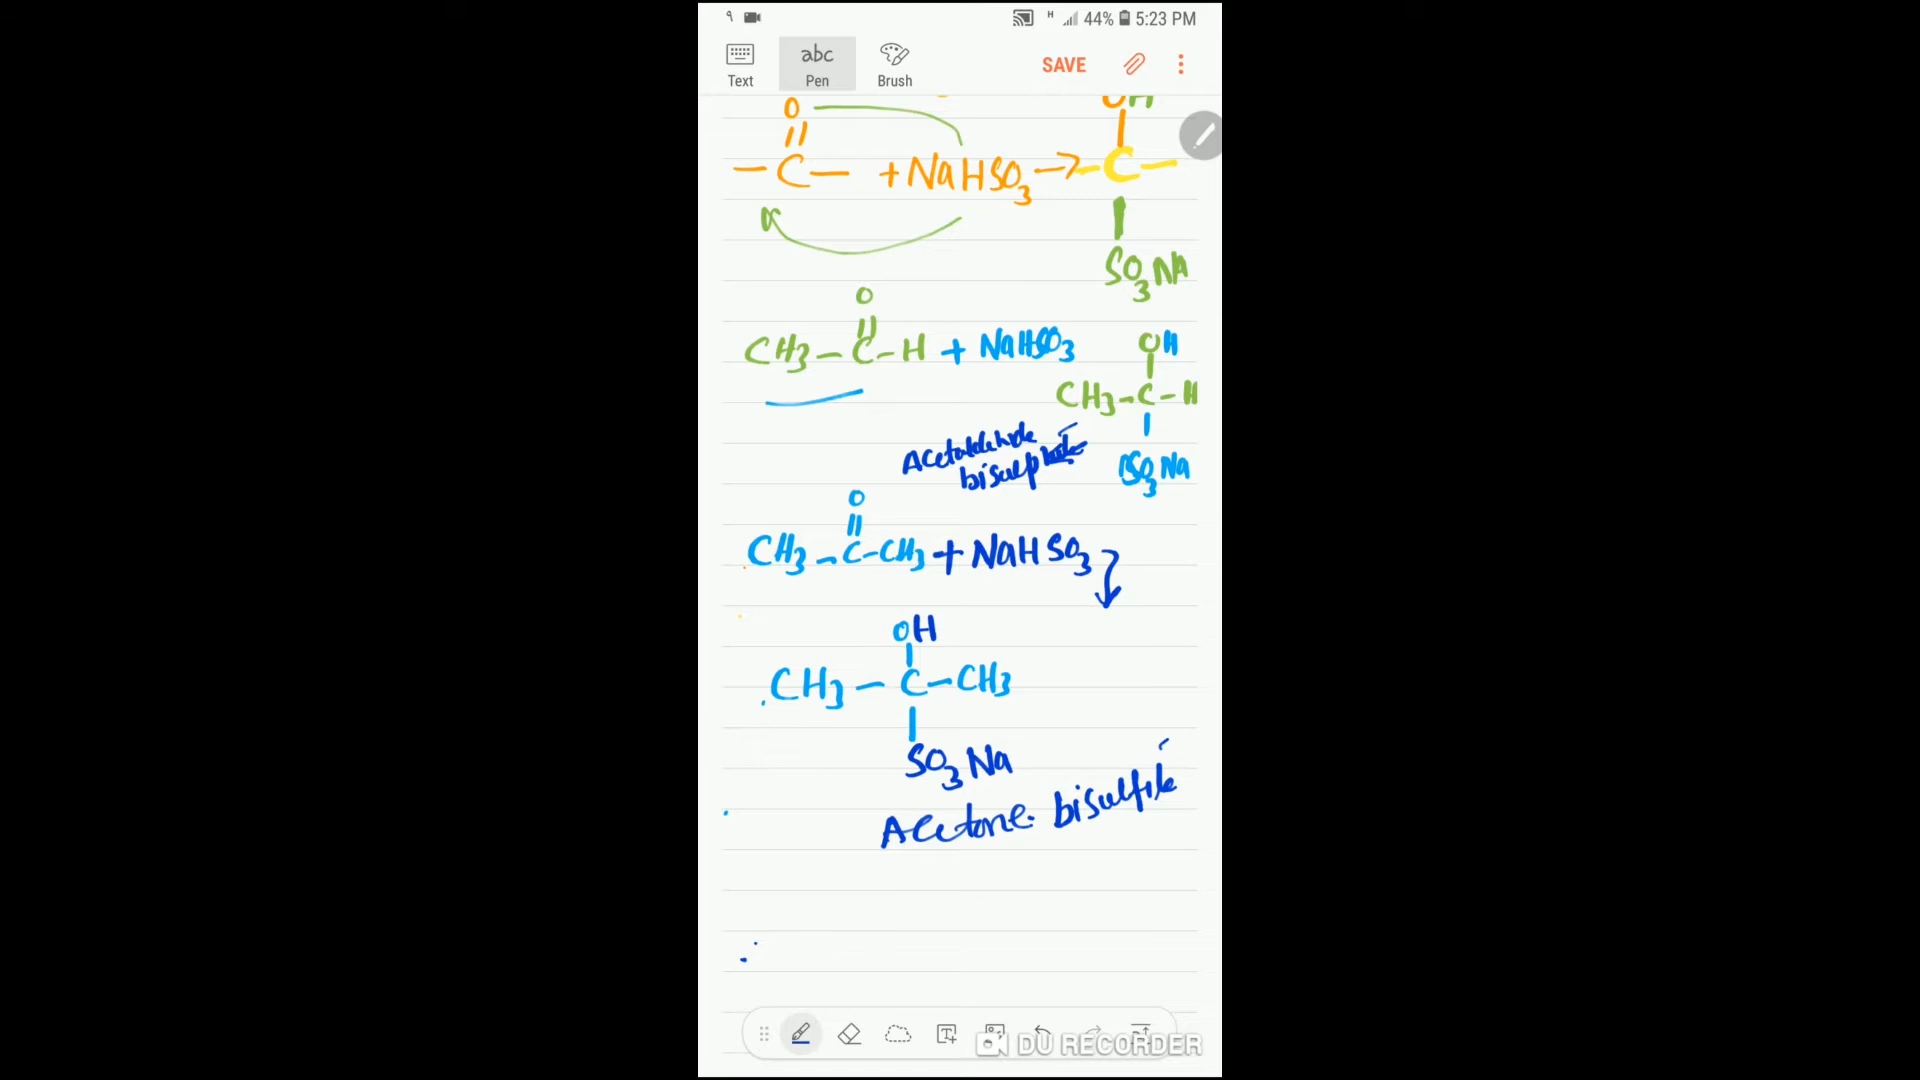 44% 5:23 PM
Text
abc
Pen
Brush
SAVE
O OH
-C- + NaHSO3 → -C-
SO3NA
O
CH3-C-H + NaHSO3
OH
CH3-C-H
SO3Na
Acetaldehyde
O
CH3-C-CH3 + NaHSO3
OH
CH3-C-CH3
SO3Na
Acetone bisulfite
DU RECORDER